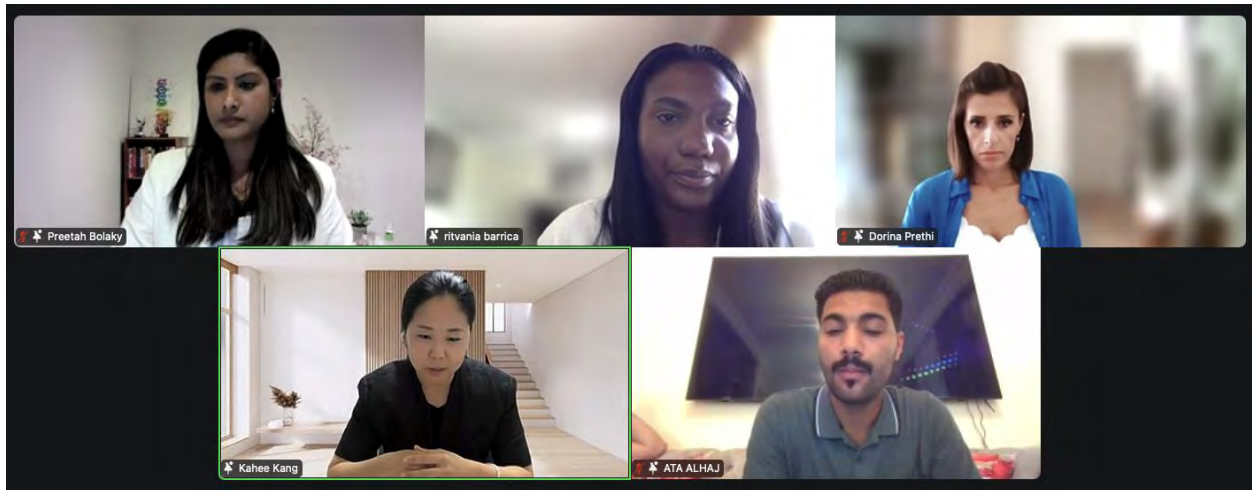 Preetah Bolaky
ritvania barrica
Dorina Prethi
Kahee Kang
ATA ALHAJ